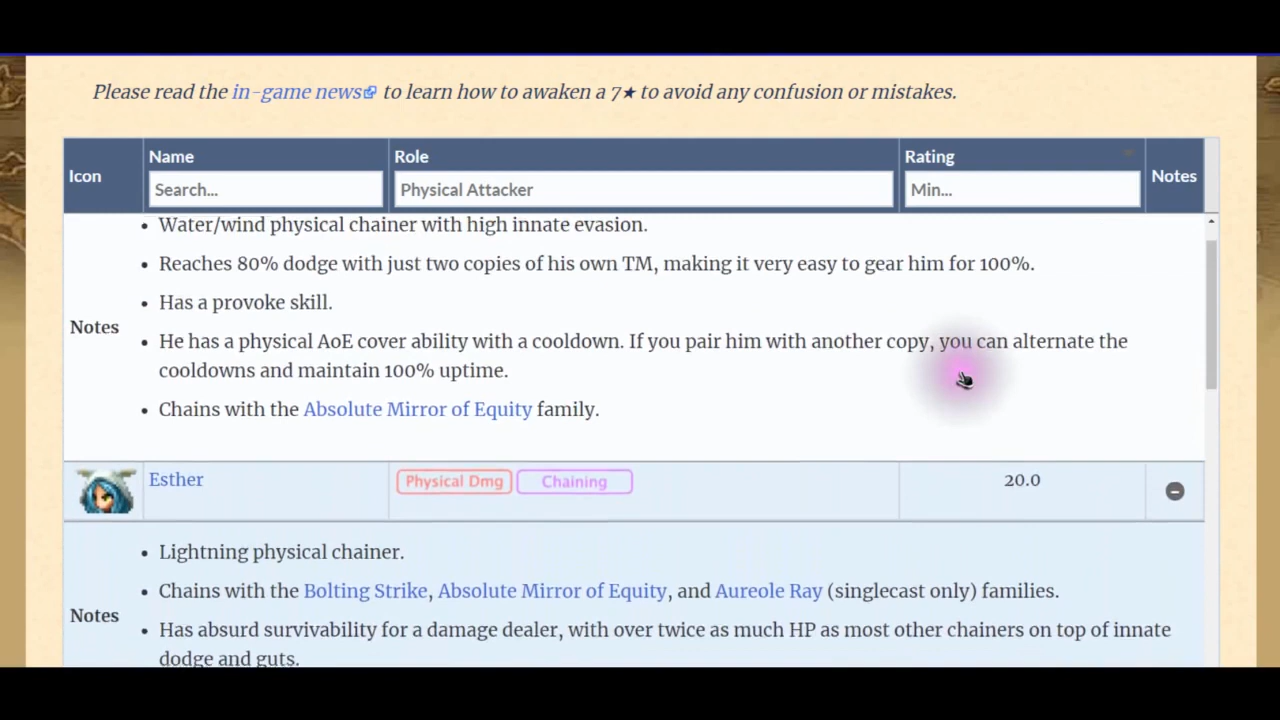 Please read the in-game news to learn how to awaken a 7★ to avoid any confusion or mistakes.
Icon Name Role Rating Notes
Search... Physical Attacker Min...
• Water/wind physical chainer with high innate evasion.
• Reaches 80% dodge with just two copies of his own TM, making it very easy to gear him for 100%.
• Has a provoke skill.
Notes
• He has a physical AoE cover ability with a cooldown. If you pair him with another copy, you can alternate the
cooldowns and maintain 100% uptime.
• Chains with the Absolute Mirror of Equity family.
Esther Physical Dmg Chaining 20.0
• Lightning physical chainer.
• Chains with the Bolting Strike, Absolute Mirror of Equity, and Aureole Ray (singlecast only) families.
Notes
• Has absurd survivability for a damage dealer, with over twice as much HP as most other chainers on top of innate
dodge and guts.